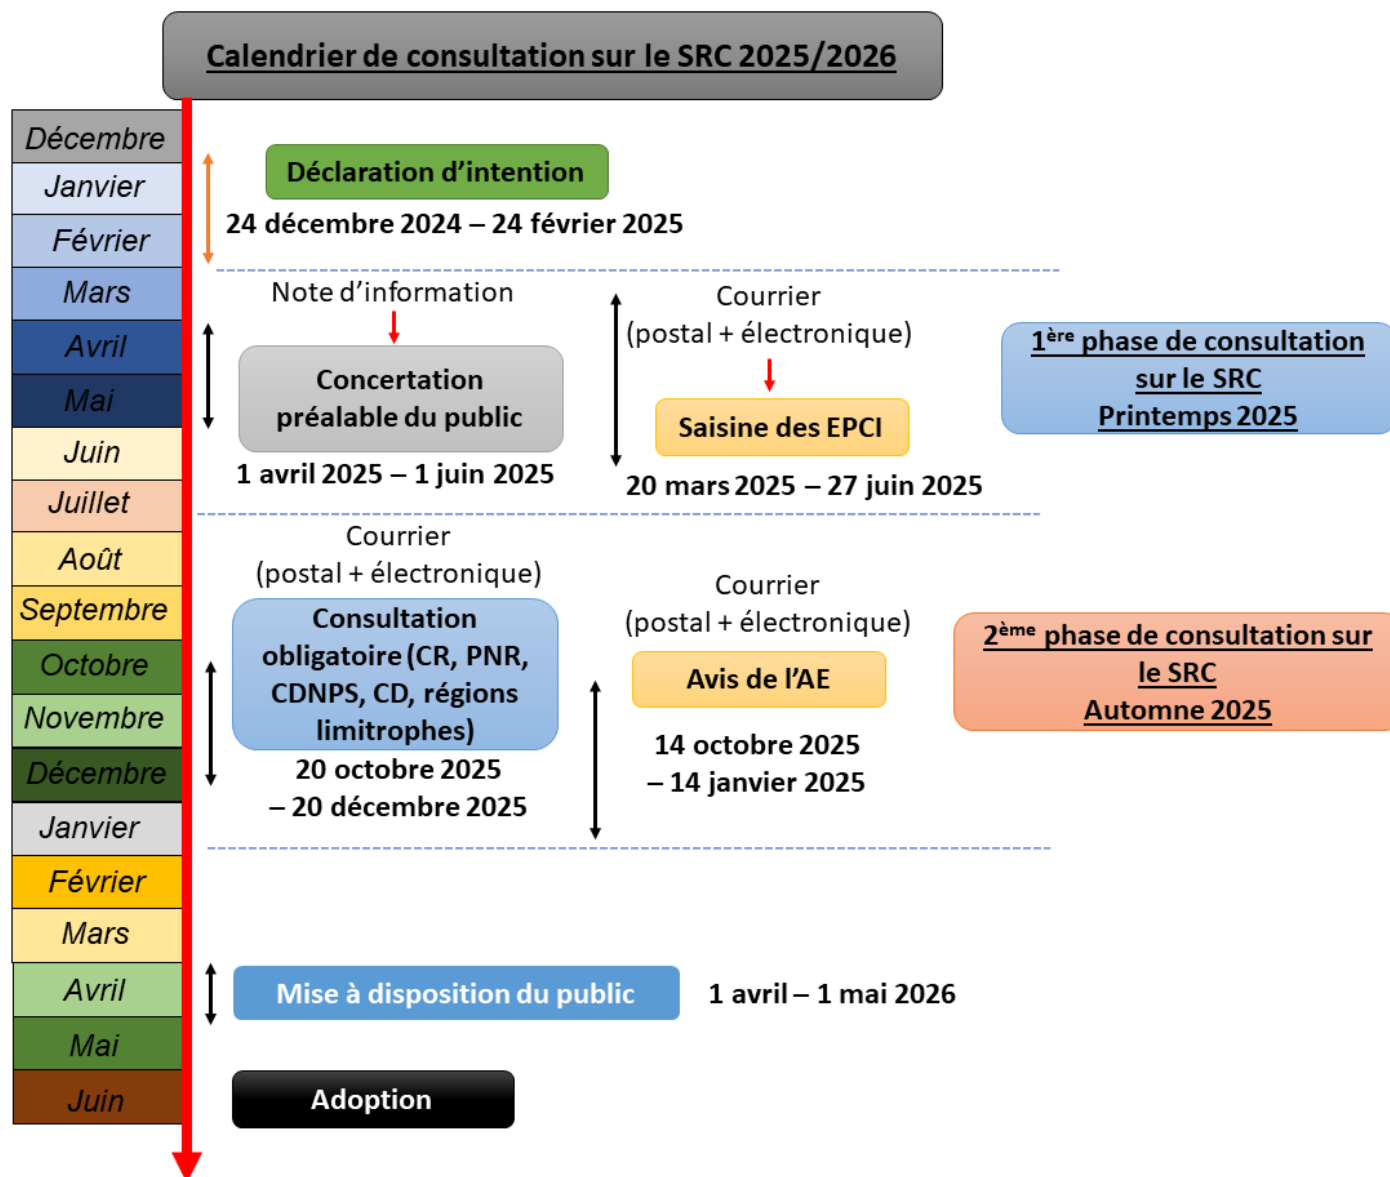 Calendrier de consultation sur le SRC 2025/2026
Décembre
Janvier
Février
Mars
Avril
Mai
Juin
Juillet
Août
Septembre
Octobre
Novembre
Décembre
Janvier
Février
Mars
Avril
Mai
Juin
Déclaration d’intention
24 décembre 2024 – 24 février 2025
Note d’information
Concertation
préalable du public
1 avril 2025 – 1 juin 2025
Courrier
(postal + électronique)
Saisine des EPCI
20 mars 2025 – 27 juin 2025
1ère phase de consultation
sur le SRC
Printemps 2025
Courrier
(postal + électronique)
Consultation
obligatoire (CR, PNR,
CDNPS, CD, régions
limitrophes)
20 octobre 2025
– 20 décembre 2025
Courrier
(postal + électronique)
Avis de l’AE
14 octobre 2025
– 14 janvier 2025
2ème phase de consultation sur
le SRC
Automne 2025
Mise à disposition du public
1 avril – 1 mai 2026
Adoption